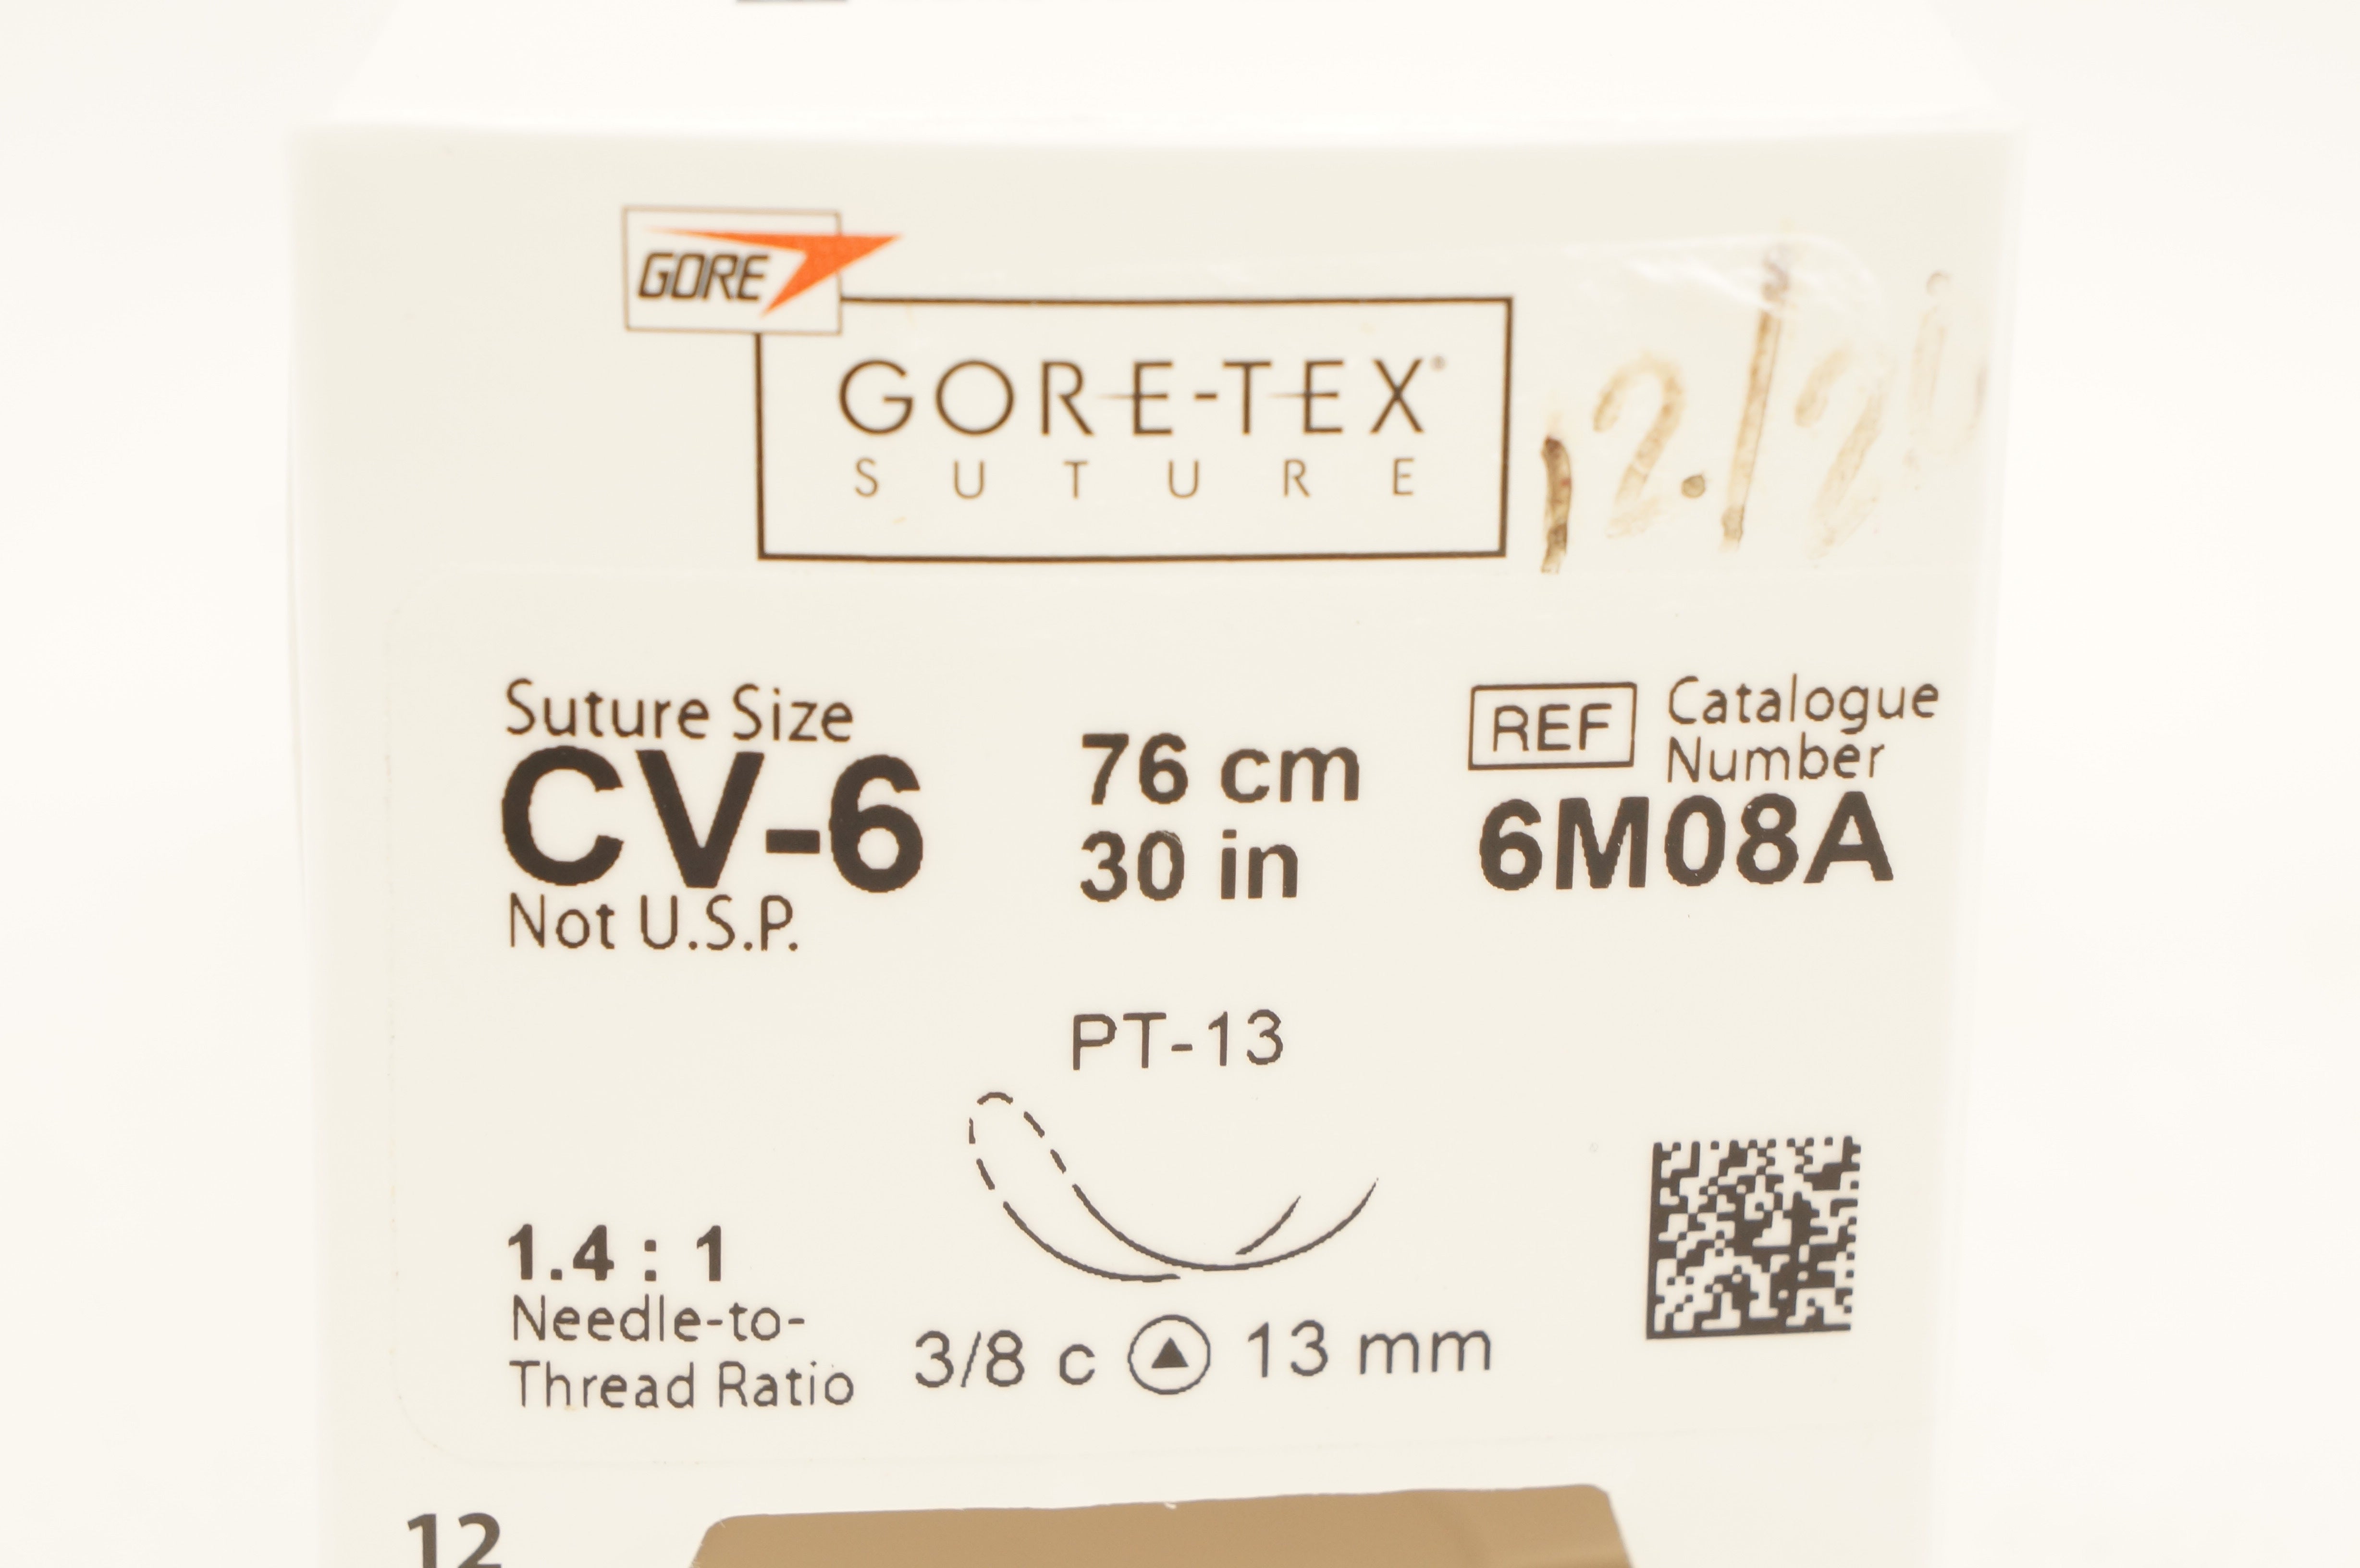 GORE
GORE-TEX®
SUTURE
Suture Size
CV-6
Not U.S.P.
76 cm
30 in
REF Catalogue
Number
6M08A
PT-13
1.4 : 1
Needle-to-
Thread Ratio
3/8 c 13 mm
12